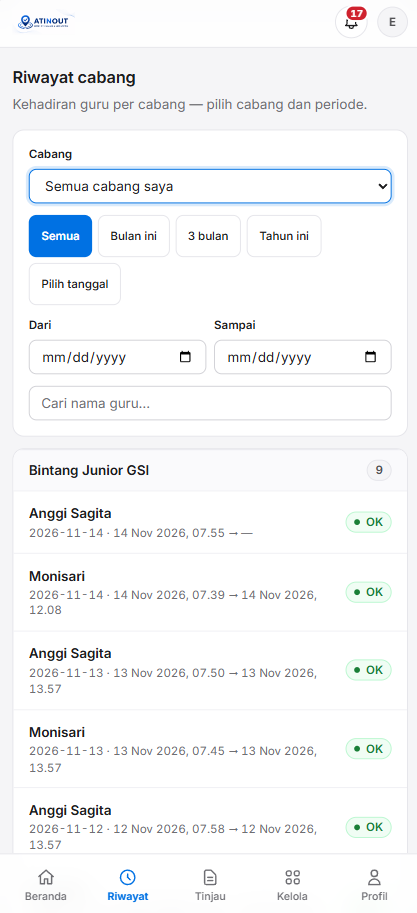 ATINOUT
17
E
Riwayat cabang
Kehadiran guru per cabang — pilih cabang dan periode.
Cabang
Semua cabang saya
Semua
Bulan ini
3 bulan
Tahun ini
Pilih tanggal
Dari
Sampai
mm/dd/yyyy
mm/dd/yyyy
Cari nama guru...
Bintang Junior GSI
9
Anggi Sagita
2026-11-14 · 14 Nov 2026, 07.55 → —
OK
Monisari
2026-11-14 · 14 Nov 2026, 07.39 → 14 Nov 2026,
12.08
OK
Anggi Sagita
2026-11-13 · 13 Nov 2026, 07.50 → 13 Nov 2026,
13.57
OK
Monisari
2026-11-13 · 13 Nov 2026, 07.45 → 13 Nov 2026,
13.57
OK
Anggi Sagita
2026-11-12 · 12 Nov 2026, 07.58 → 12 Nov 2026,
13.57
OK
Beranda
Riwayat
Tinjau
Kelola
Profil